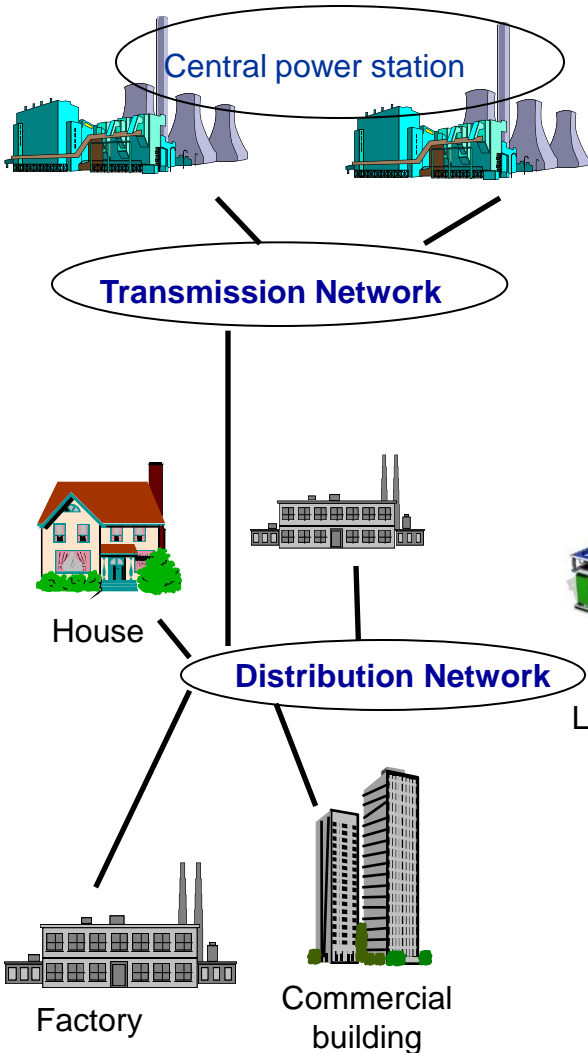 Central power station
Transmission Network
House
Distribution Network
L
Factory
Commercial
building